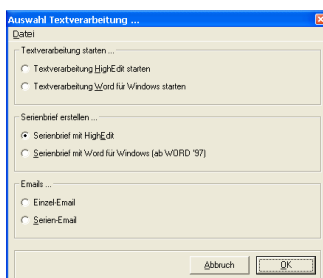 Auswahl Textverarbeitung ...
Datei
Textverarbeitung starten ...
Textverarbeitung HighEdit starten
Textverarbeitung Word für Windows starten
Serienbrief erstellen ...
Serienbrief mit HighEdit
Serienbrief mit Word für Windows (ab WORD '97)
Emails ...
Einzel-Email
Serien-Email
Abbruch
OK